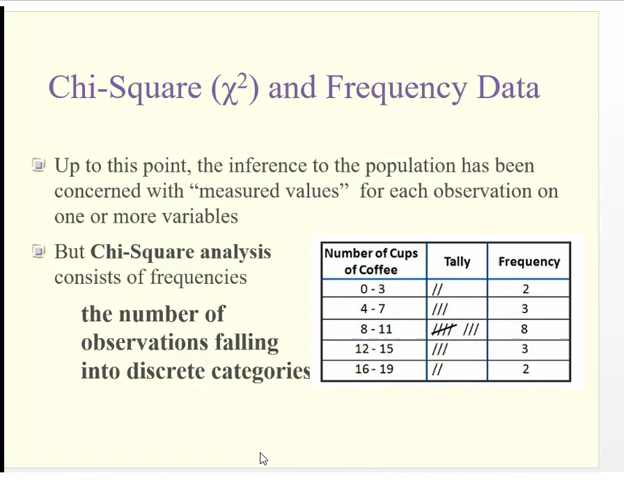 Chi-Square (χ²) and Frequency Data
Up to this point, the inference to the population has been
concerned with “measured values” for each observation on
one or more variables
But Chi-Square analysis
consists of frequencies
the number of
observations falling
into discrete categories
Number of Cups
of Coffee
Tally
Frequency
0 - 3 // 2
4 - 7 /// 3
8 - 11 //// /// 8
12 - 15 /// 3
16 - 19 // 2